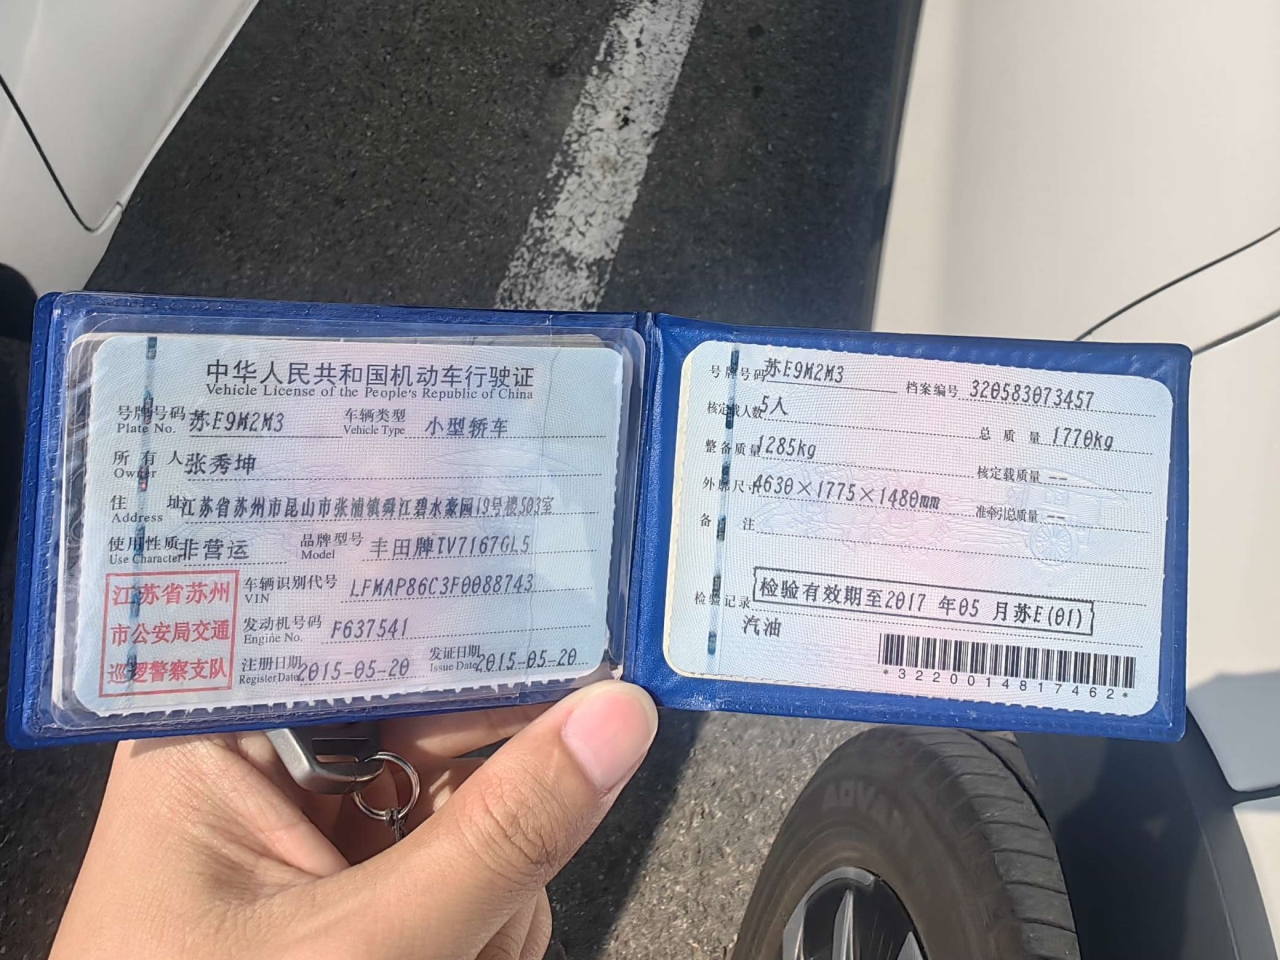 中华人民共和国机动车行驶证
Vehicle License of the People's Republic of China
号牌号码 苏E9M2M3 车辆类型 小型轿车
Plate No. Vehicle Type
所有人 张秀坤
Owner
住址 江苏省苏州市昆山市张浦镇舜江碧水豪园19号楼503室
Address
使用性质 非营运 品牌型号 丰田牌IV7167GL5
Use Character Model
江苏省苏州
市公安局交通
巡逻警察支队
车辆识别代号 LFMAP86C3F0088743
VIN
发动机号码 F637541
Engine No.
注册日期 2015-05-20 发证日期 2015-05-20
Register Date Issue Date
号牌号码 苏E9M2M3 档案编号 320583073457
核定载人数 5人 总质量 1770kg
整备质量 1285kg 核定载质量 --
外廓尺寸 4630×1775×1480mm 准牵引总质量 --
备注
检验记录 检验有效期至2017年05月苏E(01)
汽油
*3220014817462*
ADVA